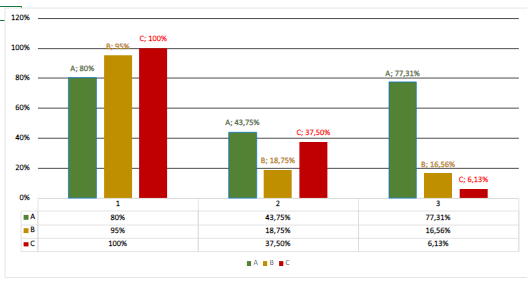 120%
100%
80%
60%
40%
20%
0%
A; 80%
B; 95%
C; 100%
A; 43,75%
B; 18,75%
C; 37,50%
A; 77,31%
B; 16,56%
C; 6,13%
1 2 3
A 80% 43,75% 77,31%
B 95% 18,75% 16,56%
C 100% 37,50% 6,13%
A B C